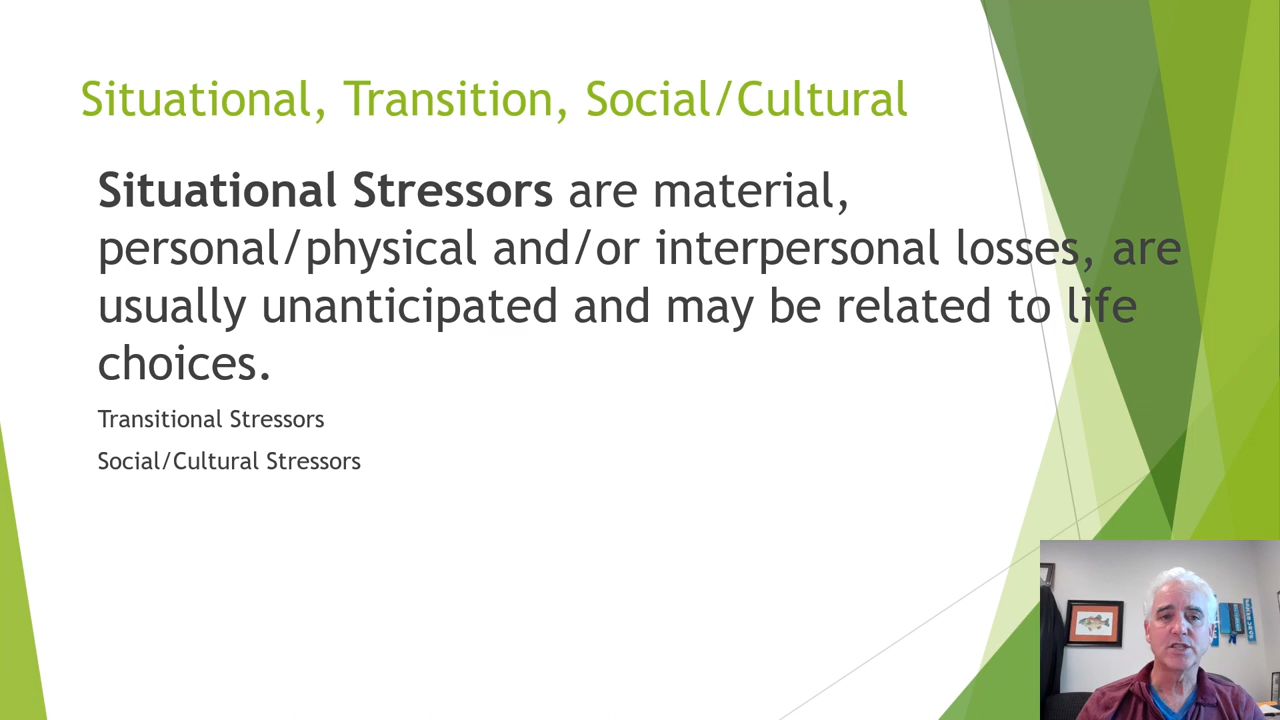 Situational, Transition, Social/Cultural
Situational Stressors are material,
personal/physical and/or interpersonal losses, are
usually unanticipated and may be related to life
choices.
Transitional Stressors
Social/Cultural Stressors